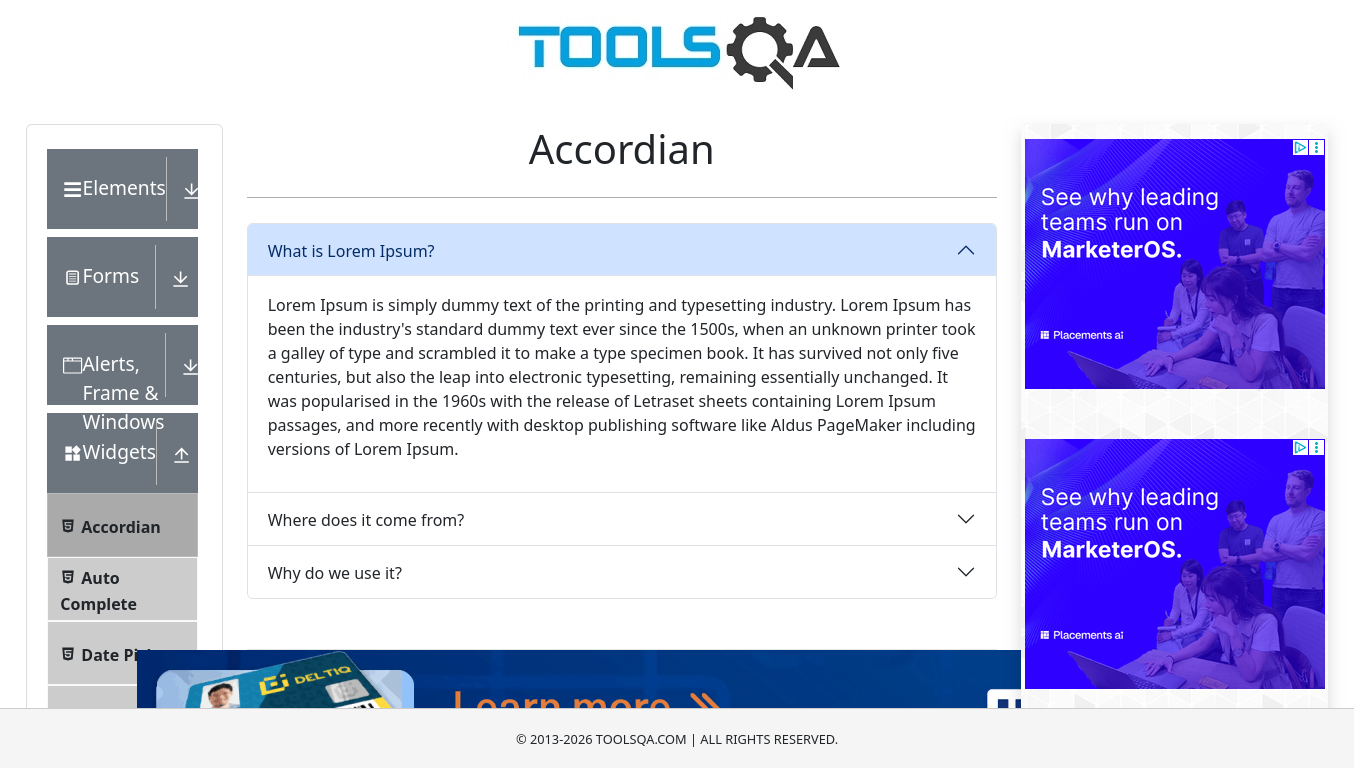 TOOLSQA
Elements
Forms
Alerts,
Frame &
Windows
Widgets
Accordian
Auto
Complete
Accordian
What is Lorem Ipsum?
Lorem Ipsum is simply dummy text of the printing and typesetting industry. Lorem Ipsum has
been the industry's standard dummy text ever since the 1500s, when an unknown printer took
a galley of type and scrambled it to make a type specimen book. It has survived not only five
centuries, but also the leap into electronic typesetting, remaining essentially unchanged. It
was popularised in the 1960s with the release of Letraset sheets containing Lorem Ipsum
passages, and more recently with desktop publishing software like Aldus PageMaker including
versions of Lorem Ipsum.
Where does it come from?
Why do we use it?
See why leading
teams run on
MarketerOS.
Placements ai
See why leading
teams run on
MarketerOS.
Placements ai
Date
DELTIQ
Learn more
© 2013-2026 TOOLSQA.COM | ALL RIGHTS RESERVED.